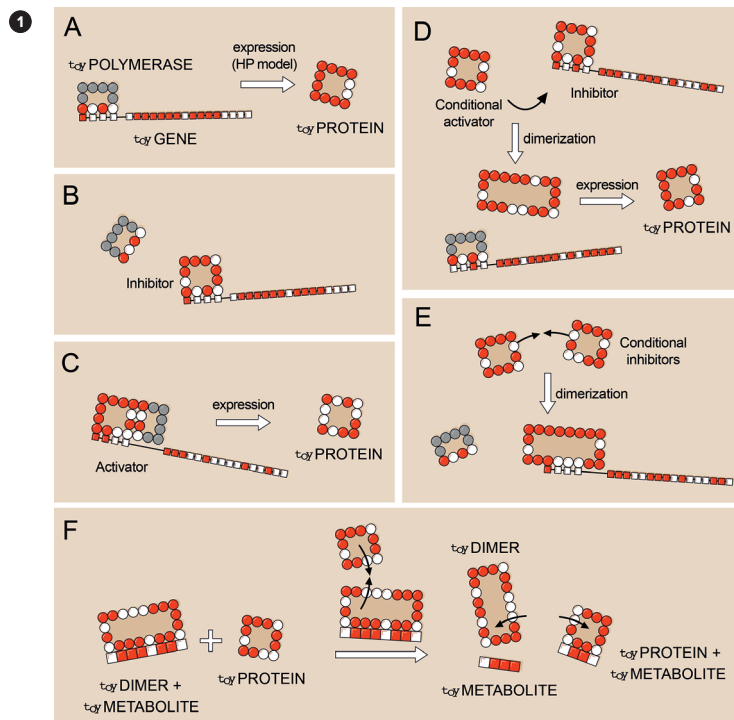 1
A
toy POLYMERASE
expression
(HP model)
toy GENE
toy PROTEIN
B
Inhibitor
C
Activator
expression
toy PROTEIN
D
Conditional
activator
Inhibitor
dimerization
expression
toy PROTEIN
E
Conditional
inhibitors
dimerization
F
toy DIMER +
toy METABOLITE
toy PROTEIN
toy DIMER
toy METABOLITE
toy PROTEIN +
toy METABOLITE